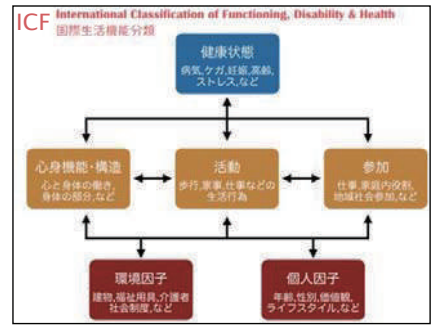 ICF International Classification of Functioning, Disability & Health
国際生活機能分類
健康状態
病気,ケガ,妊娠,高齢,
ストレス,など
心身機能・構造
心と身体の働き,
身体の部分,など
活動
歩行,家事,仕事などの
生活行為
参加
仕事,家庭内役割,
地域社会参加,など
環境因子
建物,福祉用具,介護者
社会制度,など
個人因子
年齢,性別,価値観,
ライフスタイル,など